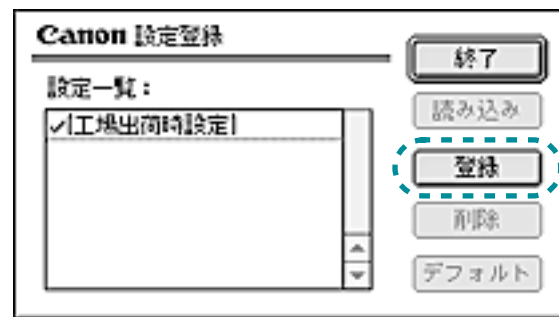 Canon 設定登録
設定一覧：
✓[工場出荷時設定]
終了
読み込み
登録
削除
デフォルト